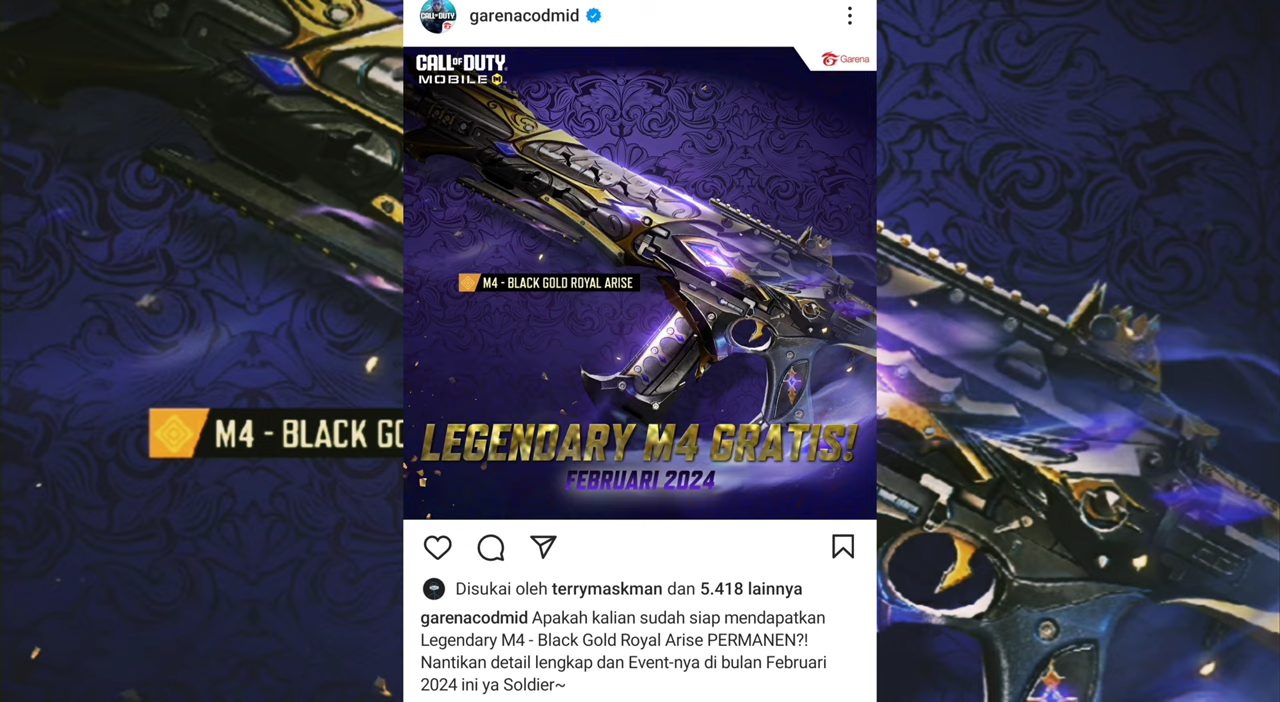 garenacodmid
CALL OF DUTY
MOBILE
Garena
M4 - BLACK GOLD ROYAL ARISE
M4 - BLACK GO
LEGENDARY M4 GRATIS!
FEBRUARI 2024
Disukai oleh terrymaskman dan 5.418 lainnya
garenacodmid Apakah kalian sudah siap mendapatkan
Legendary M4 - Black Gold Royal Arise PERMANEN?!
Nantikan detail lengkap dan Event-nya di bulan Februari
2024 ini ya Soldier~